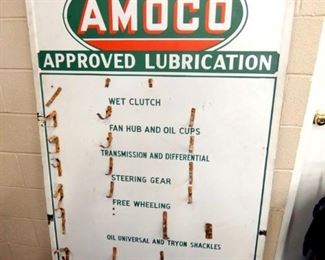 AMOCO
APPROVED LUBRICATION
WET CLUTCH
FAN HUB AND OIL CUPS
TRANSMISSION AND DIFFERENTIAL
STEERING GEAR
FREE WHEELING
OIL UNIVERSAL AND TRYON SHACKLES